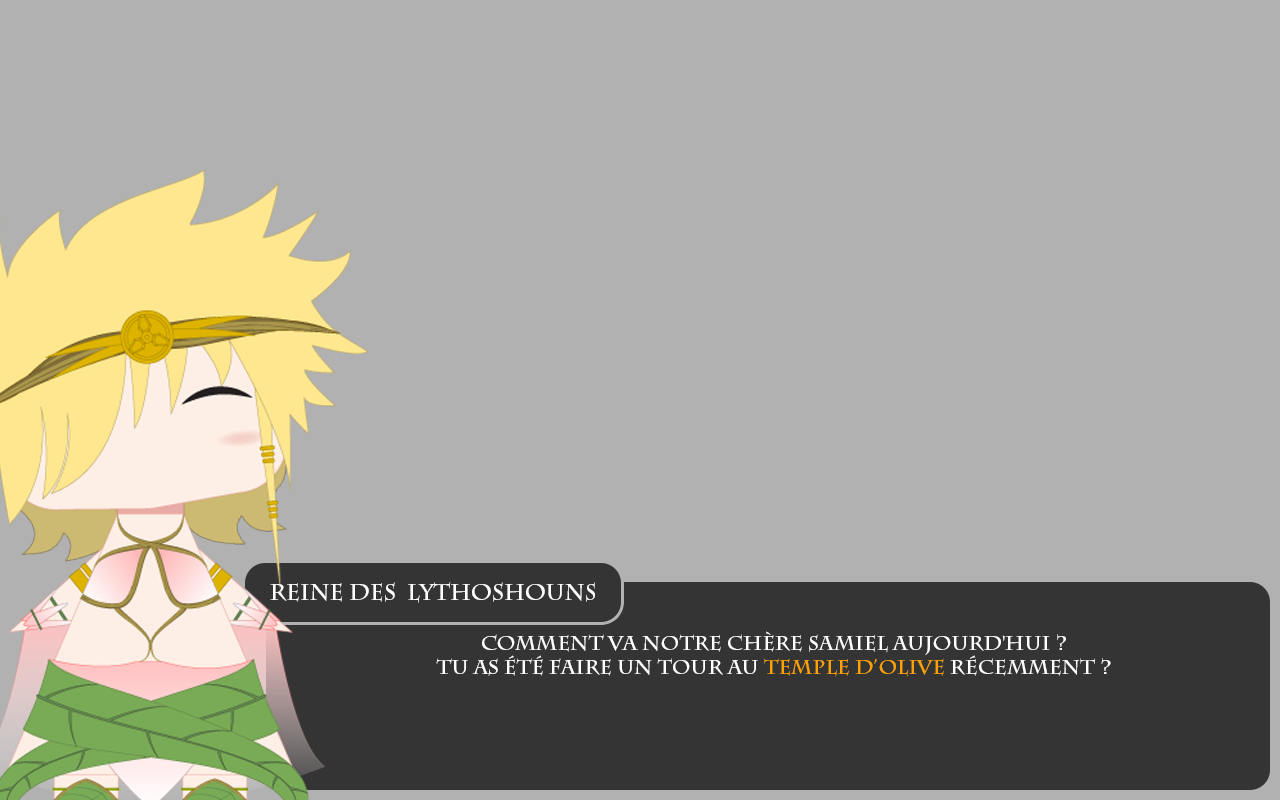 REINE DES LYTHOSHOUNS
COMMENT VA NOTRE CHÈRE SAMIEL AUJOURD'HUI ?
TU AS ÉTÉ FAIRE UN TOUR AU TEMPLE D'OLIVE RÉCEMMENT ?